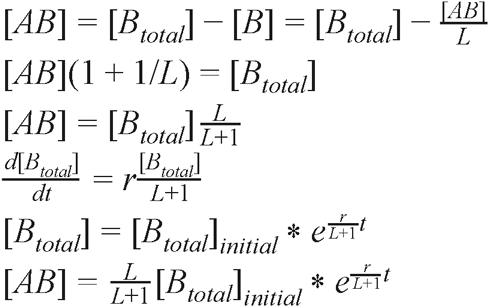 [AB] = [B_total] − [B] = [B_total] − [AB]/L
[AB](1 + 1/L) = [B_total]
[AB] = [B_total] L/(L+1)
d[B_total]/dt = r [B_total]/(L+1)
[B_total] = [B_total]_initial * e^(r/(L+1) t)
[AB] = L/(L+1) [B_total]_initial * e^(r/(L+1) t)